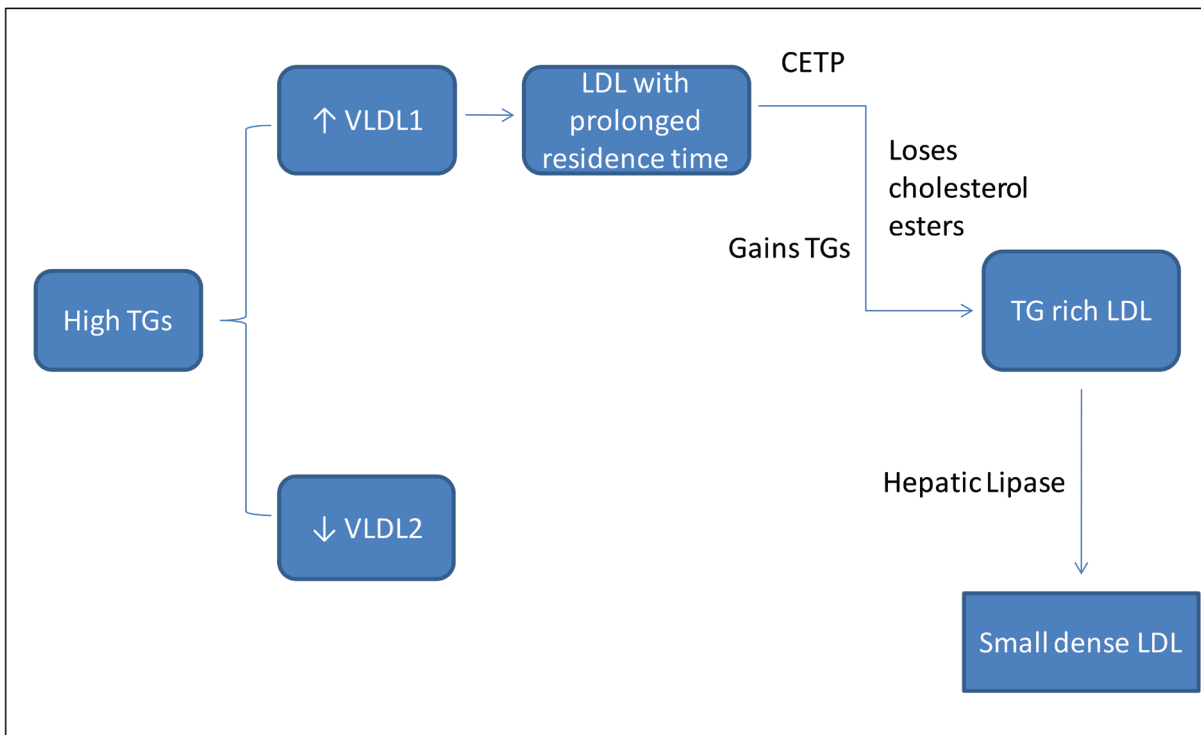 High TGs
↑ VLDL1
↓ VLDL2
LDL with
prolonged
residence time
CETP
Loses
cholesterol
esters
Gains TGs
TG rich LDL
Hepatic Lipase
Small dense LDL